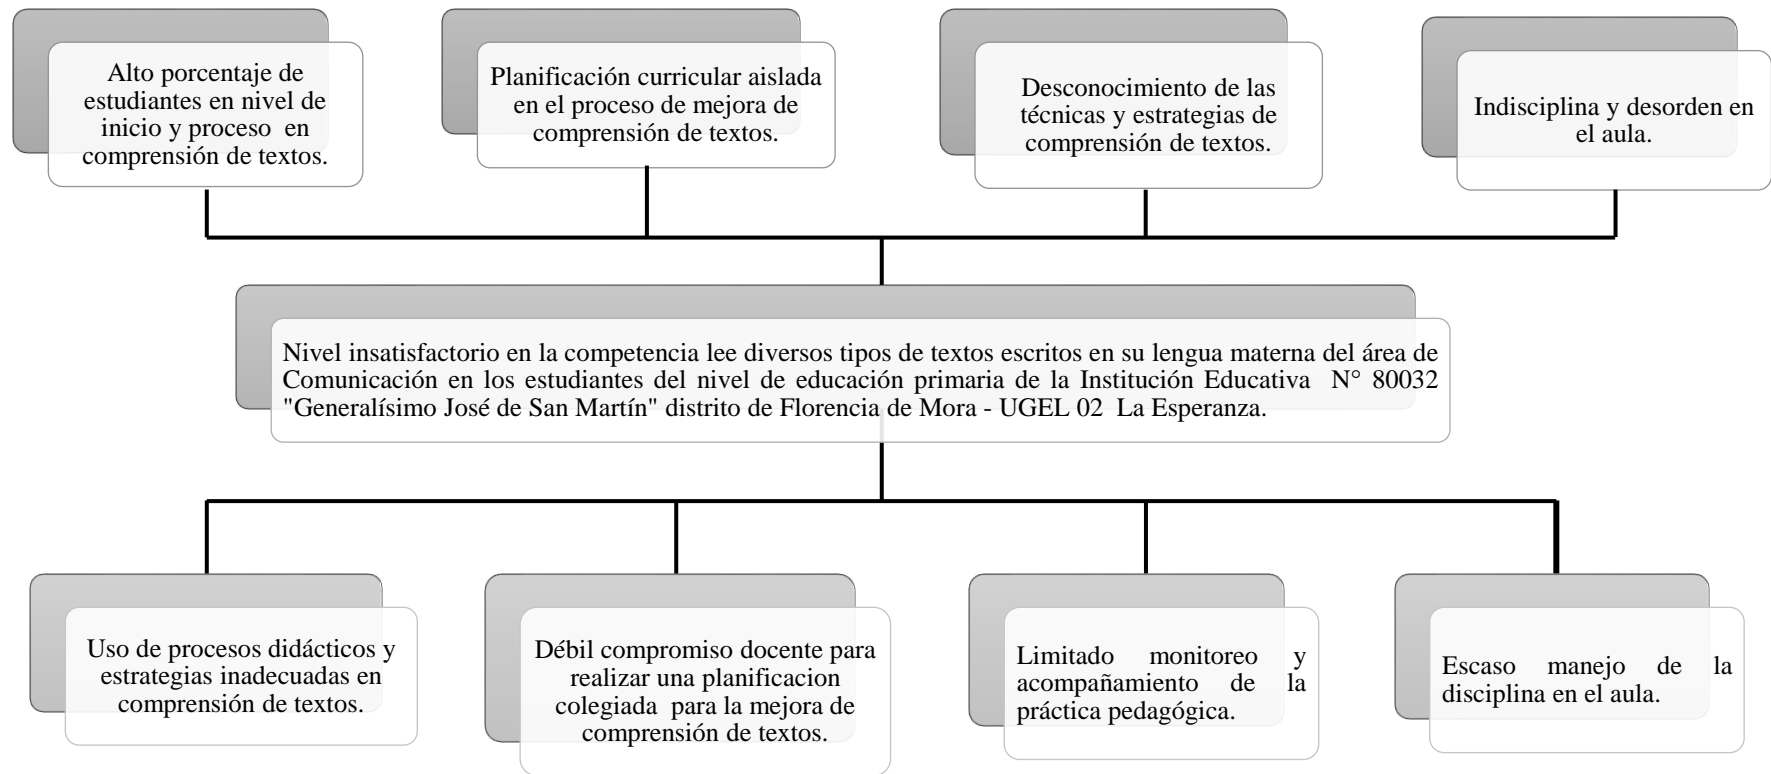 Alto porcentaje de
estudiantes en nivel de
inicio y proceso en
comprensión de textos.
Planificación curricular aislada
en el proceso de mejora de
comprensión de textos.
Desconocimiento de las
técnicas y estrategias de
comprensión de textos.
Indisciplina y desorden en
el aula.
Nivel insatisfactorio en la competencia lee diversos tipos de textos escritos en su lengua materna del área de
Comunicación en los estudiantes del nivel de educación primaria de la Institución Educativa N° 80032
"Generalísimo José de San Martín" distrito de Florencia de Mora - UGEL 02 La Esperanza.
Uso de procesos didácticos y
estrategias inadecuadas en
comprensión de textos.
Débil compromiso docente para
realizar una planificacion
colegiada para la mejora de
comprensión de textos.
Limitado monitoreo y
acompañamiento de la
práctica pedagógica.
Escaso manejo de la
disciplina en el aula.